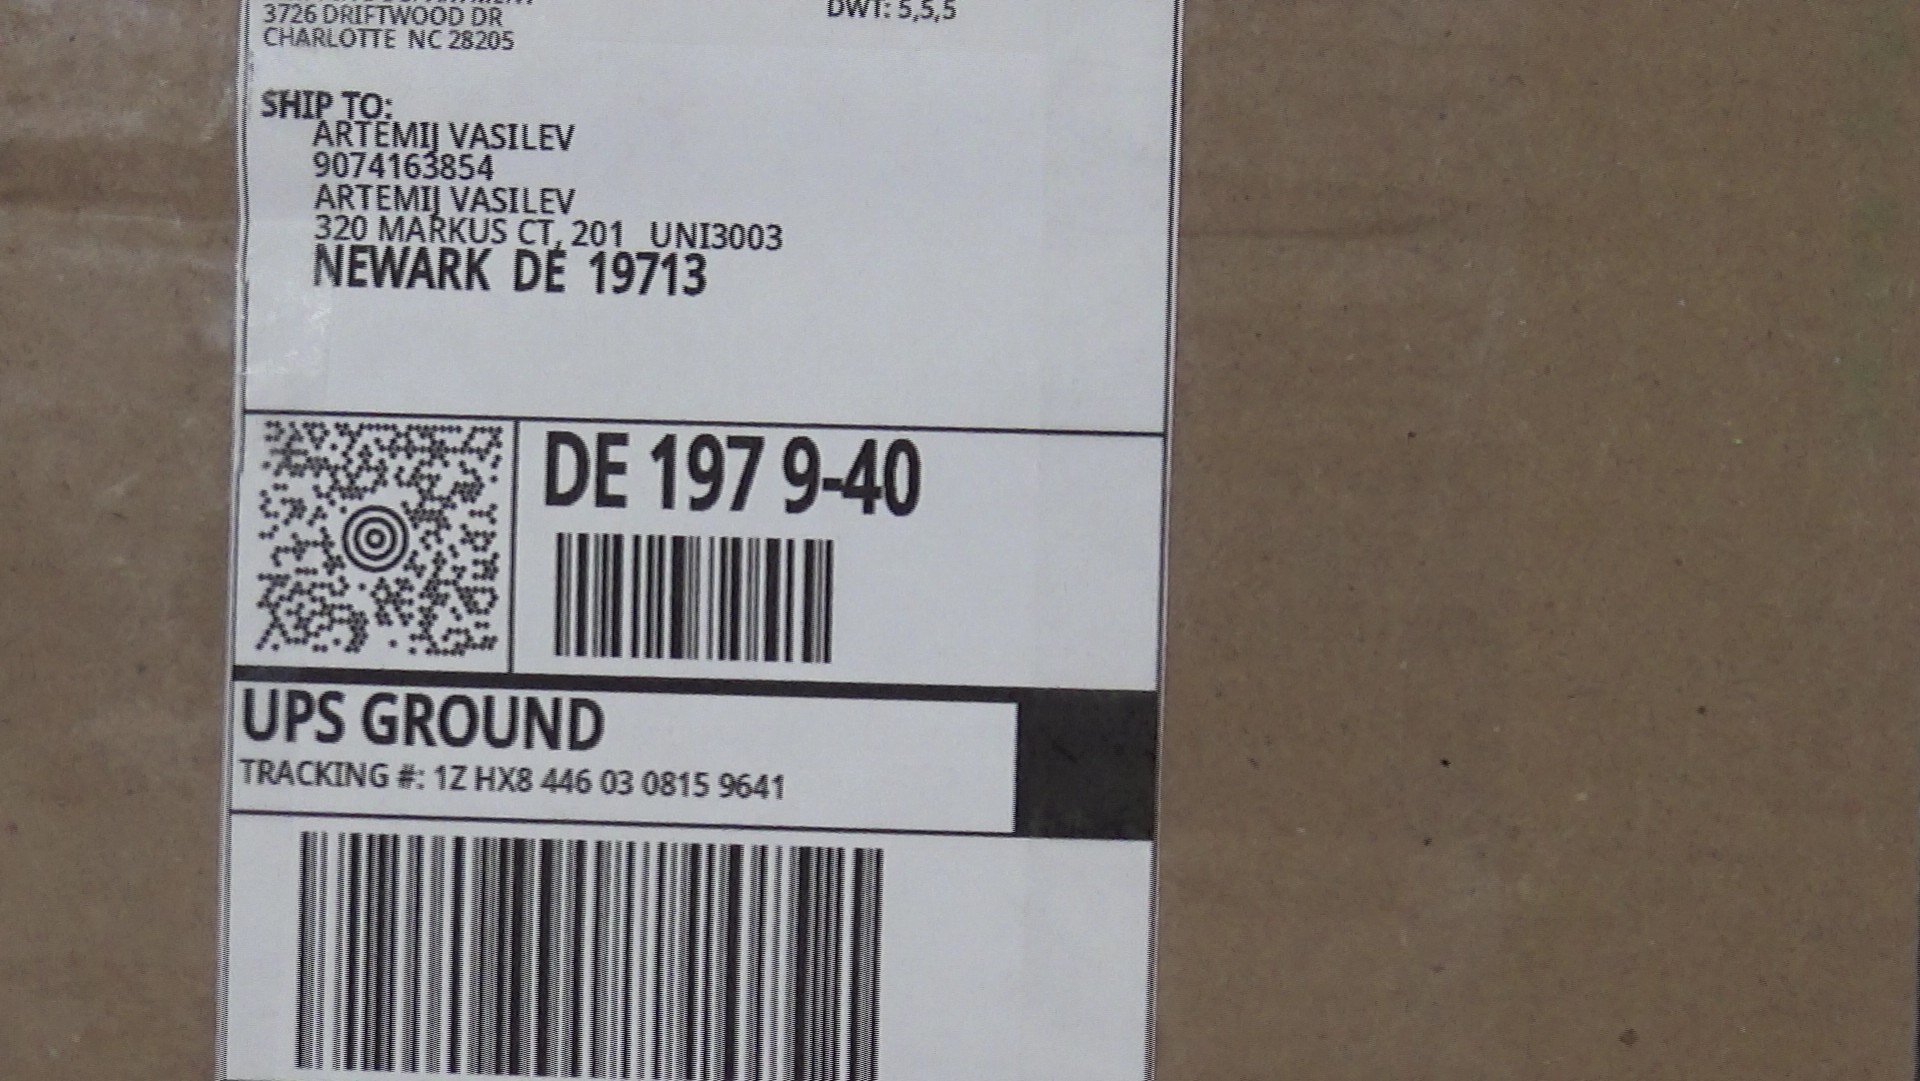 3726 DRIFTWOOD DR
CHARLOTTE NC 28205
DWT: 5,5,5
SHIP TO:
ARTEMIJ VASILEV
9074163854
ARTEMIJ VASILEV
320 MARKUS CT, 201 UNI3003
NEWARK DE 19713
DE 197 9-40
UPS GROUND
TRACKING #: 1Z HX8 446 03 0815 9641